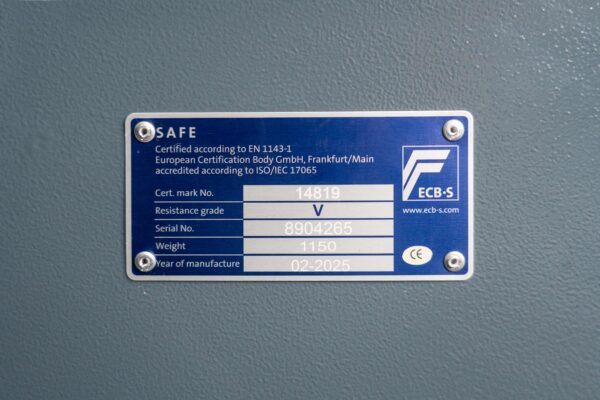 SAFE
Certified according to EN 1143-1
European Certification Body GmbH, Frankfurt/Main
accredited according to ISO/IEC 17065
Cert. mark No. 14819
Resistance grade V
Serial No. 8904265
Weight 1150
Year of manufacture 02-2025
ECB·S
www.ecb-s.com
CE